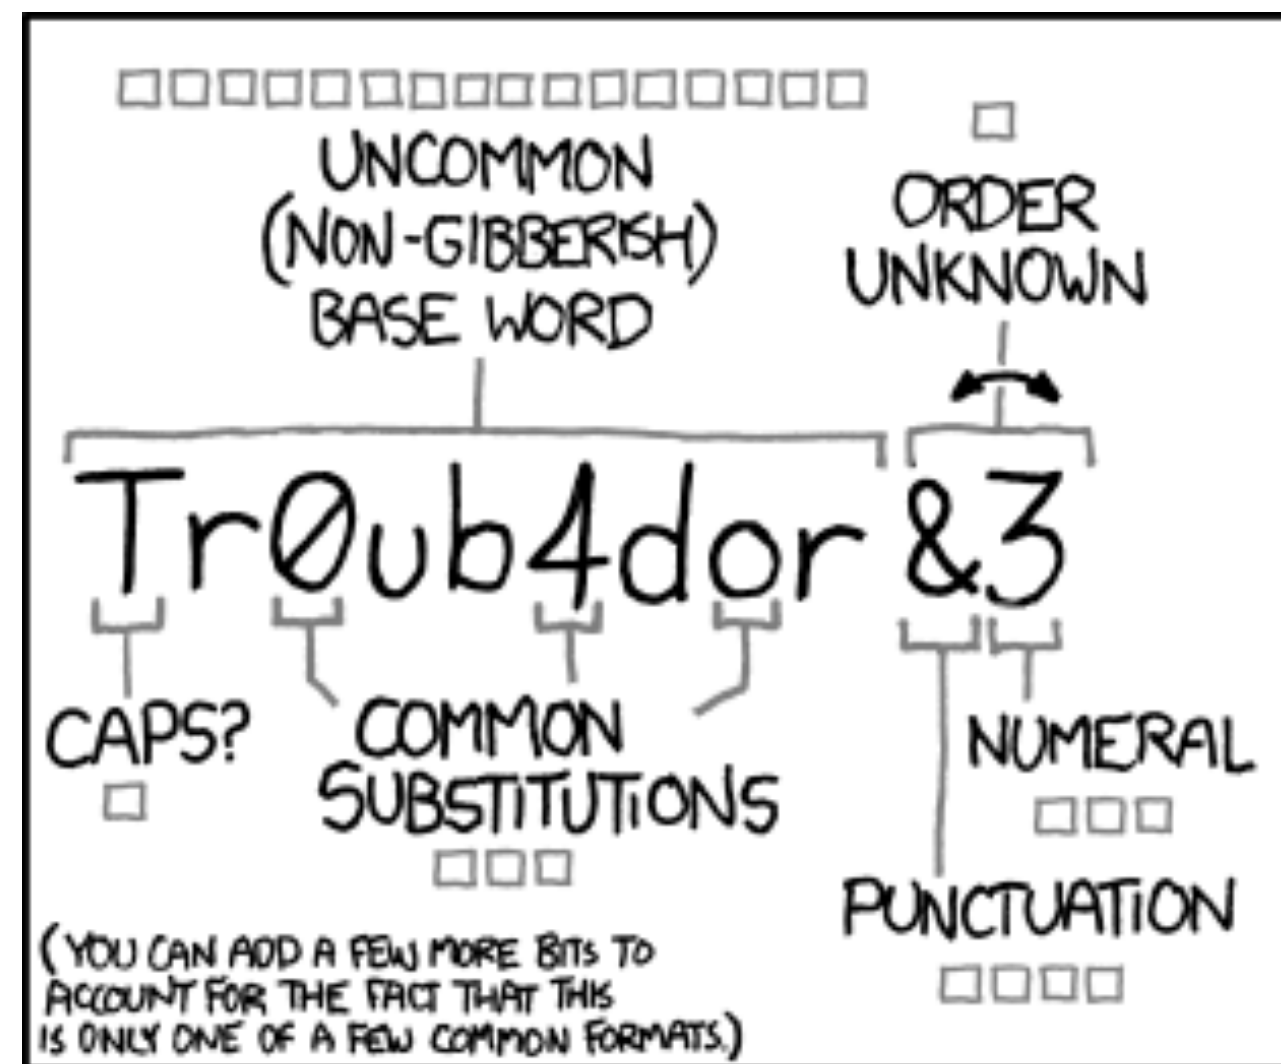 UNCOMMON
(NON-GIBBERISH)
BASE WORD
ORDER
UNKNOWN
Tr0ub4dor &3
CAPS?
COMMON
SUBSTITUTIONS
NUMERAL
PUNCTUATION
(YOU CAN ADD A FEW MORE BITS TO
ACCOUNT FOR THE FACT THAT THIS
IS ONLY ONE OF A FEW COMMON FORMATS.)